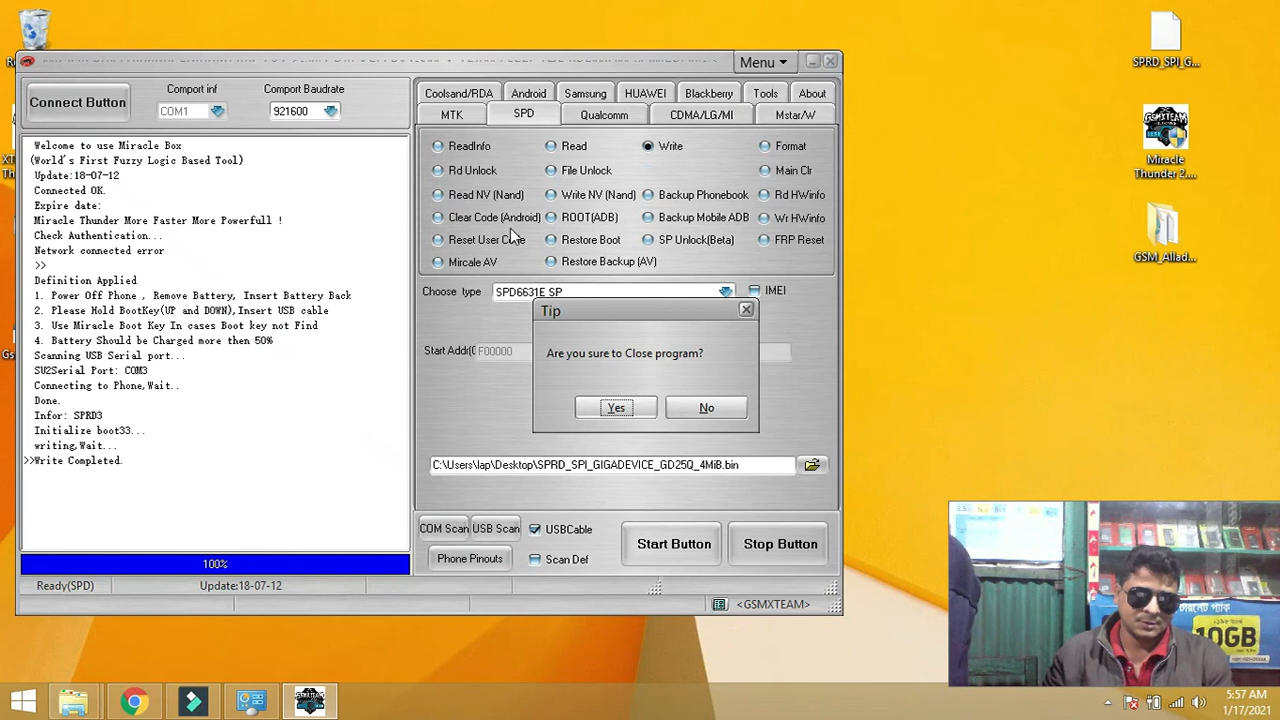 Menu
Connect Button
Comport inf
Comport Baudrate
COM1
921600
Welcome to use Miracle Box
(World's First Fuzzy Logic Based Tool)
Update:18-07-12
Connected OK.
Expire date:
Miracle Thunder More Faster More Powerfull !
Check Authentication...
Network connected error
>>
Definition Applied
1. Power Off Phone , Remove Battery, Insert Battery Back
2. Please Hold BootKey(UP and DOWN),Insert USB cable
3. Use Miracle Boot Key In cases Boot key not Find
4. Battery Should be Charged more then 50%
Scanning USB Serial port...
SU2Serial Port: COM3
Connecting to Phone,Wait..
Done.
Infor: SPRD3
Initialize boot33...
writing,Wait...
>>Write Completed.
100%
Ready(SPD)
Update:18-07-12
Coolsand/RDA
Android
Samsung
HUAWEI
Blackberry
Tools
About
MTK
SPD
Qualcomm
CDMA/LG/MI
Mstar/W
ReadInfo
Read
Write
Format
Rd Unlock
File Unlock
Main Clr
Read NV (Nand)
Write NV (Nand)
Backup Phonebook
Rd HWinfo
Clear Code (Android)
ROOT(ADB)
Backup Mobile ADB
Wr HWinfo
Reset User
Restore Boot
SP Unlock(Beta)
FRP Reset
Mircale AV
Restore Backup (AV)
Choose type
SPD6631E SP
IMEI
Start Addr(
F00000
Tip
Are you sure to Close program?
Yes
No
C:\Users\lap\Desktop\SPRD_SPI_GIGADEVICE_GD25Q_4MiB.bin
COM Scan
USB Scan
USBCable
Phone Pinouts
Scan Def
Start Button
Stop Button
<GSMXTEAM>
SPRD_SPI_G...
GSMXTEAM
Miracle
Thunder 2...
GSM_Allad...
10GB
5:57 AM
1/17/2021